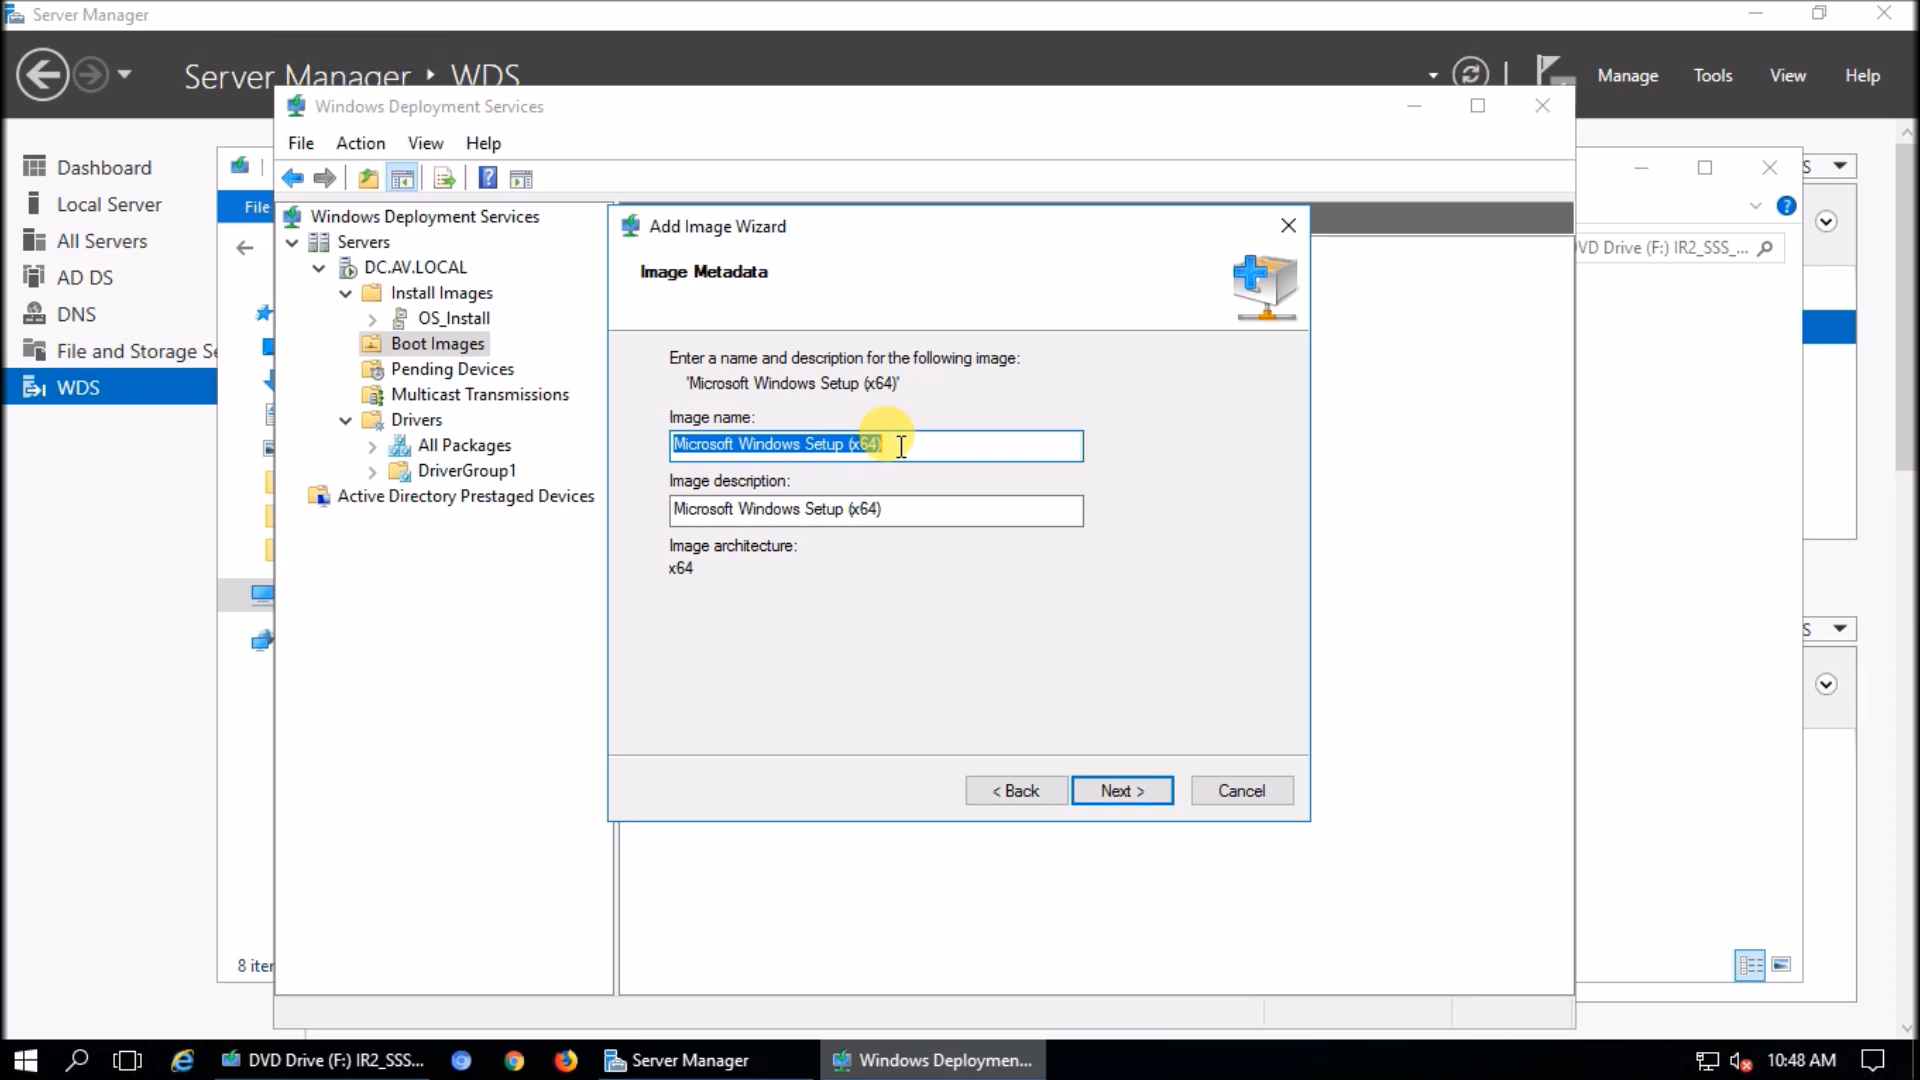 Server Manager
Server Manager ‣ WDS
Manage
Tools
View
Help
Windows Deployment Services
File
Action
View
Help
Dashboard
Local Server
All Servers
AD DS
DNS
File and Storage Se
WDS
File
Windows Deployment Services
Servers
DC.AV.LOCAL
Install Images
OS_Install
Boot Images
Pending Devices
Multicast Transmissions
Drivers
All Packages
DriverGroup1
Active Directory Prestaged Devices
Add Image Wizard
Image Metadata
Enter a name and description for the following image:
'Microsoft Windows Setup (x64)'
Image name:
Microsoft Windows Setup (x64)
Image description:
Microsoft Windows Setup (x64)
Image architecture:
x64
< Back
Next >
Cancel
S
VD Drive (F:) IR2_SSS_...
S
8 iter
DVD Drive (F:) IR2_SSS...
Server Manager
Windows Deploymen...
10:48 AM